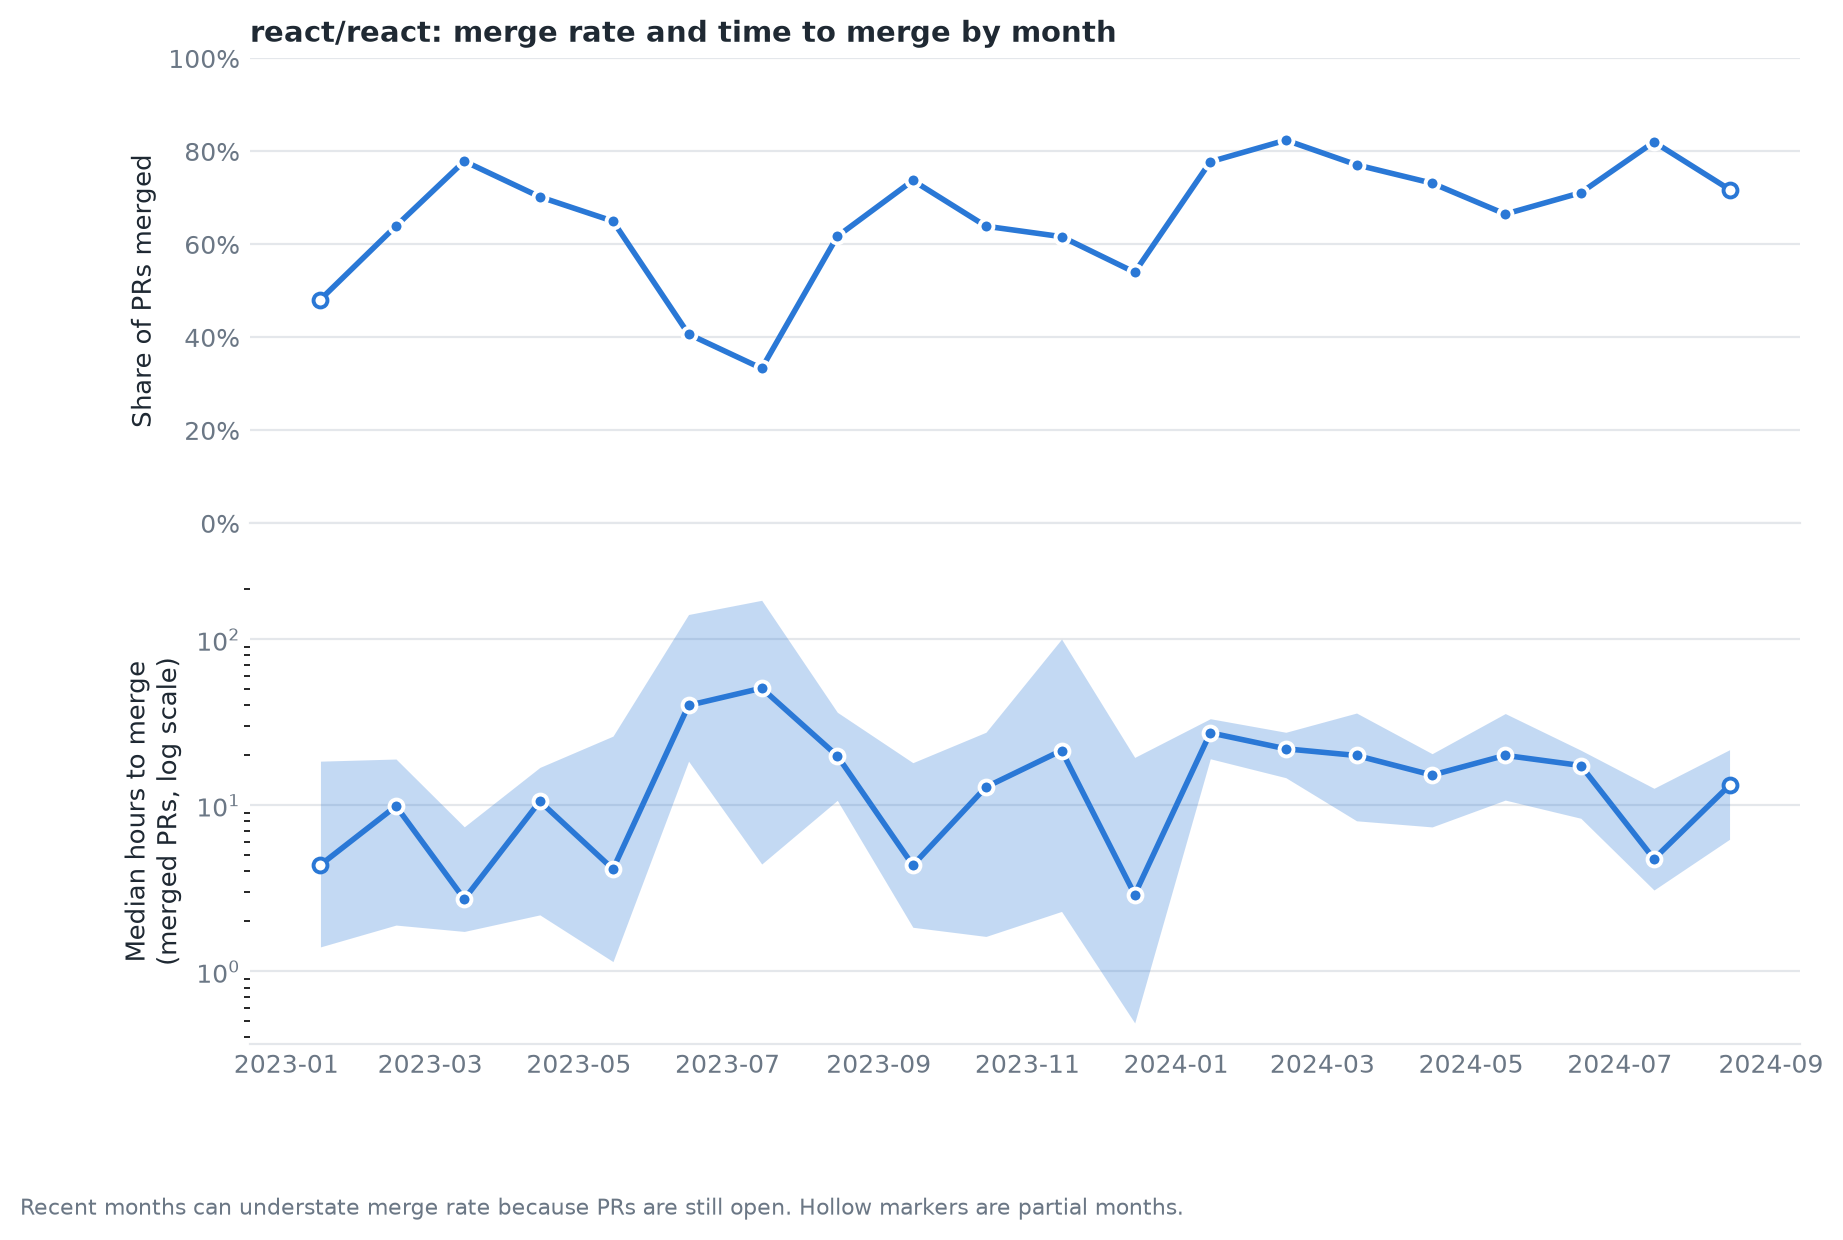 react/react: merge rate and time to merge by month
100%
80%
60%
40%
20%
0%
Share of PRs merged
10²
10¹
10⁰
Median hours to merge
(merged PRs, log scale)
2023-01 2023-03 2023-05 2023-07 2023-09 2023-11 2024-01 2024-03 2024-05 2024-07 2024-09
Recent months can understate merge rate because PRs are still open. Hollow markers are partial months.